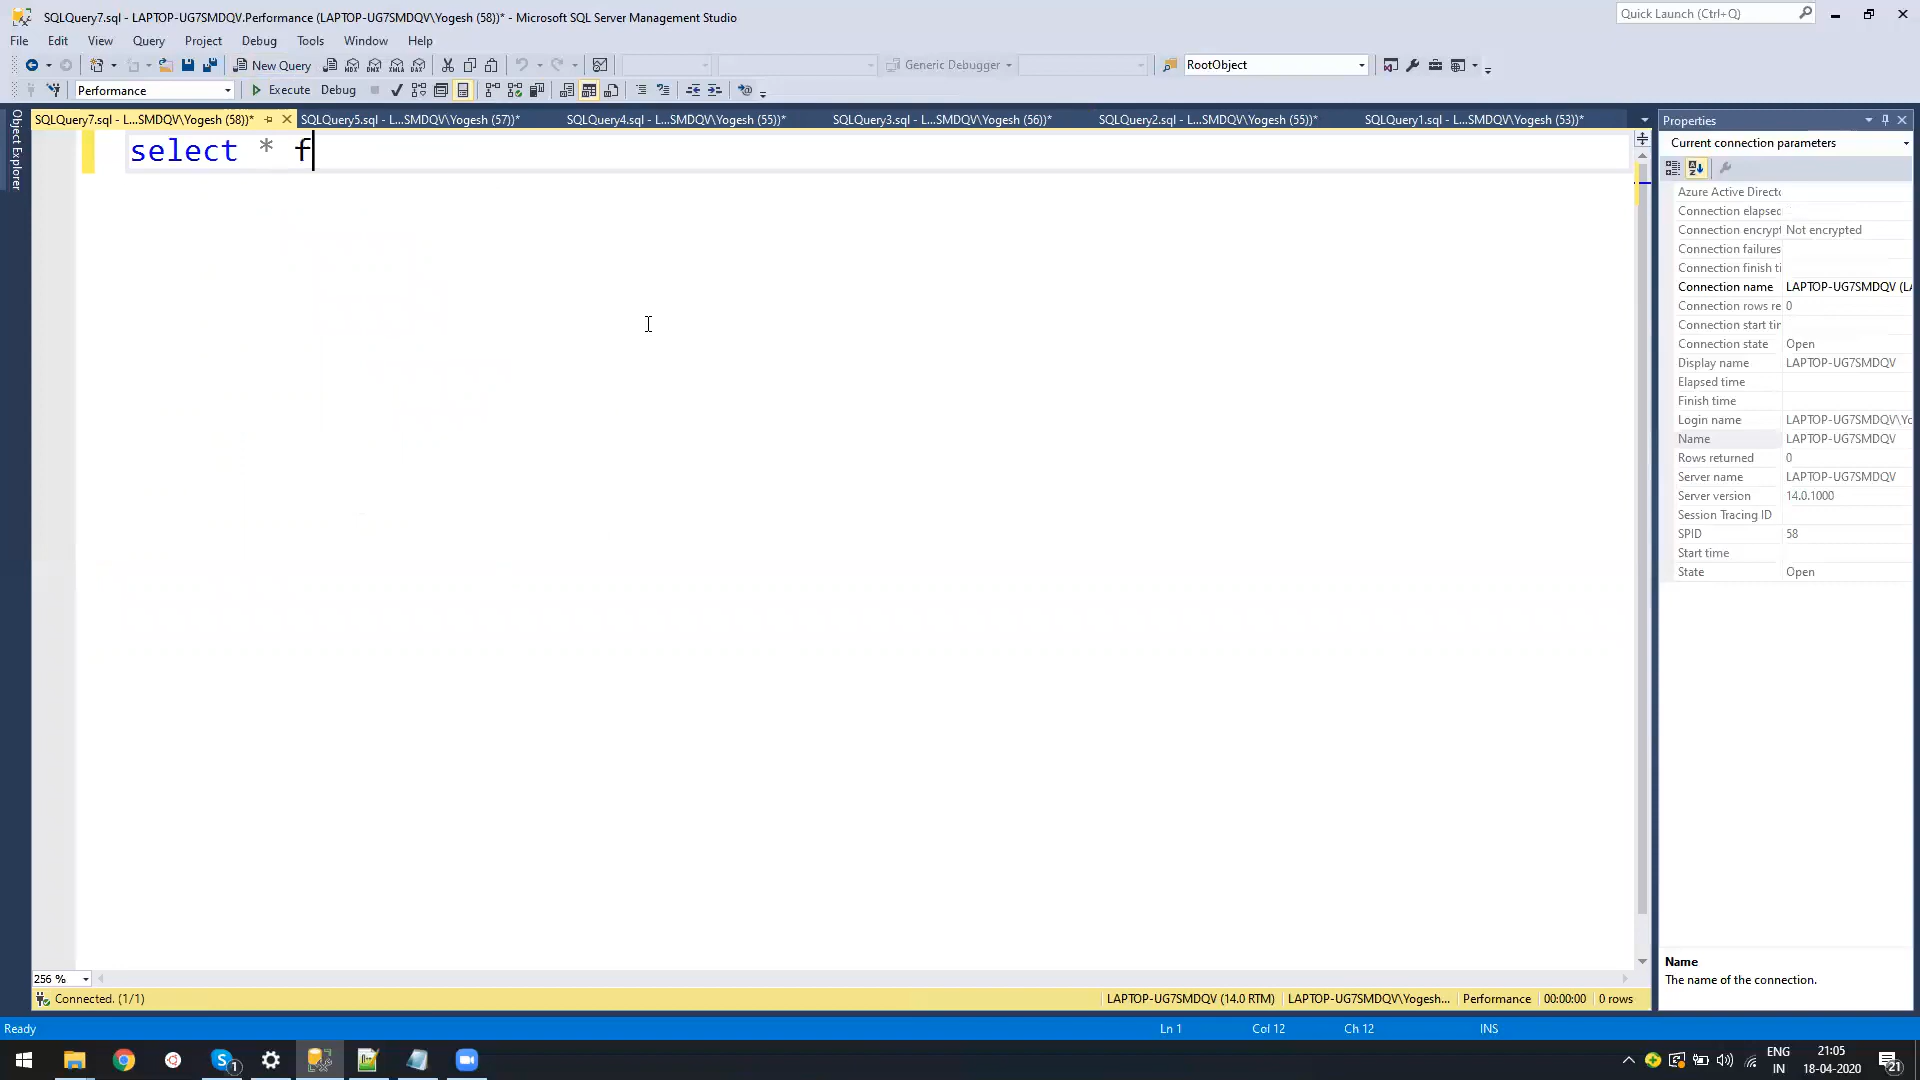 SQLQuery7.sql - LAPTOP-UG7SMDQV.Performance (LAPTOP-UG7SMDQV\Yogesh (58))* - Microsoft SQL Server Management Studio
Quick Launch (Ctrl+Q)
File Edit View Query Project Debug Tools Window Help
New Query
Generic Debugger
RootObject
Performance
Execute Debug
SQLQuery7.sql - L...SMDQV\Yogesh (58))* SQLQuery5.sql - L...SMDQV\Yogesh (57))* SQLQuery4.sql - L...SMDQV\Yogesh (55))* SQLQuery3.sql - L...SMDQV\Yogesh (56))* SQLQuery2.sql - L...SMDQV\Yogesh (55))* SQLQuery1.sql - L...SMDQV\Yogesh (53))*
Object Explorer
select * f
Properties
Current connection parameters
Azure Active Directo
Connection elapsed
Connection encrypt Not encrypted
Connection failures
Connection finish ti
Connection name LAPTOP-UG7SMDQV (LA
Connection rows re 0
Connection start tim
Connection state Open
Display name LAPTOP-UG7SMDQV
Elapsed time
Finish time
Login name LAPTOP-UG7SMDQV\Yo
Name LAPTOP-UG7SMDQV
Rows returned 0
Server name LAPTOP-UG7SMDQV
Server version 14.0.1000
Session Tracing ID
SPID 58
Start time
State Open
Name
The name of the connection.
256 %
Connected. (1/1)
LAPTOP-UG7SMDQV (14.0 RTM) LAPTOP-UG7SMDQV\Yogesh... Performance 00:00:00 0 rows
Ready
Ln 1 Col 12 Ch 12 INS
ENG
IN
21:05
18-04-2020
21
1